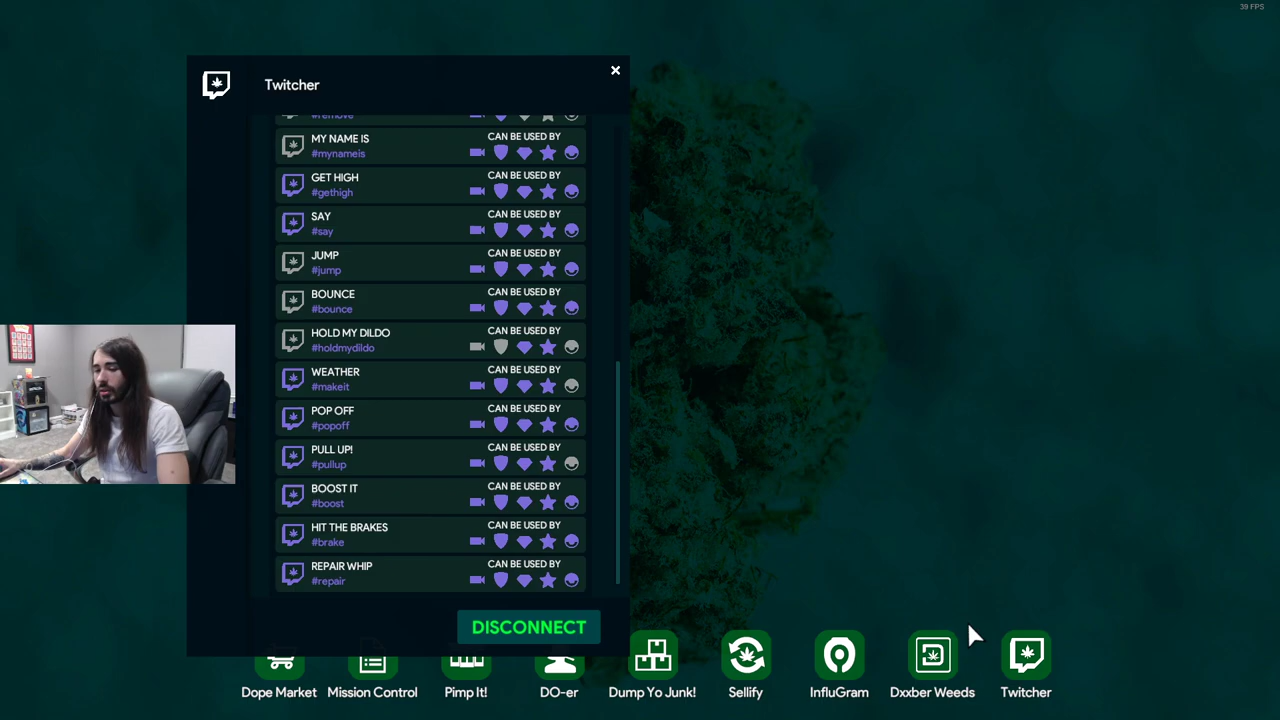 39 FPS
Twitcher
#remove
MY NAME IS
#mynameis
CAN BE USED BY
GET HIGH
#gethigh
CAN BE USED BY
SAY
#say
CAN BE USED BY
JUMP
#jump
CAN BE USED BY
BOUNCE
#bounce
CAN BE USED BY
HOLD MY DILDO
#holdmydildo
CAN BE USED BY
WEATHER
#makeit
CAN BE USED BY
POP OFF
#popoff
CAN BE USED BY
PULL UP!
#pullup
CAN BE USED BY
BOOST IT
#boost
CAN BE USED BY
HIT THE BRAKES
#brake
CAN BE USED BY
REPAIR WHIP
#repair
CAN BE USED BY
DISCONNECT
Dope Market
Mission Control
Pimp It!
DO-er
Dump Yo Junk!
Sellify
InfluGram
Dxxber Weeds
Twitcher